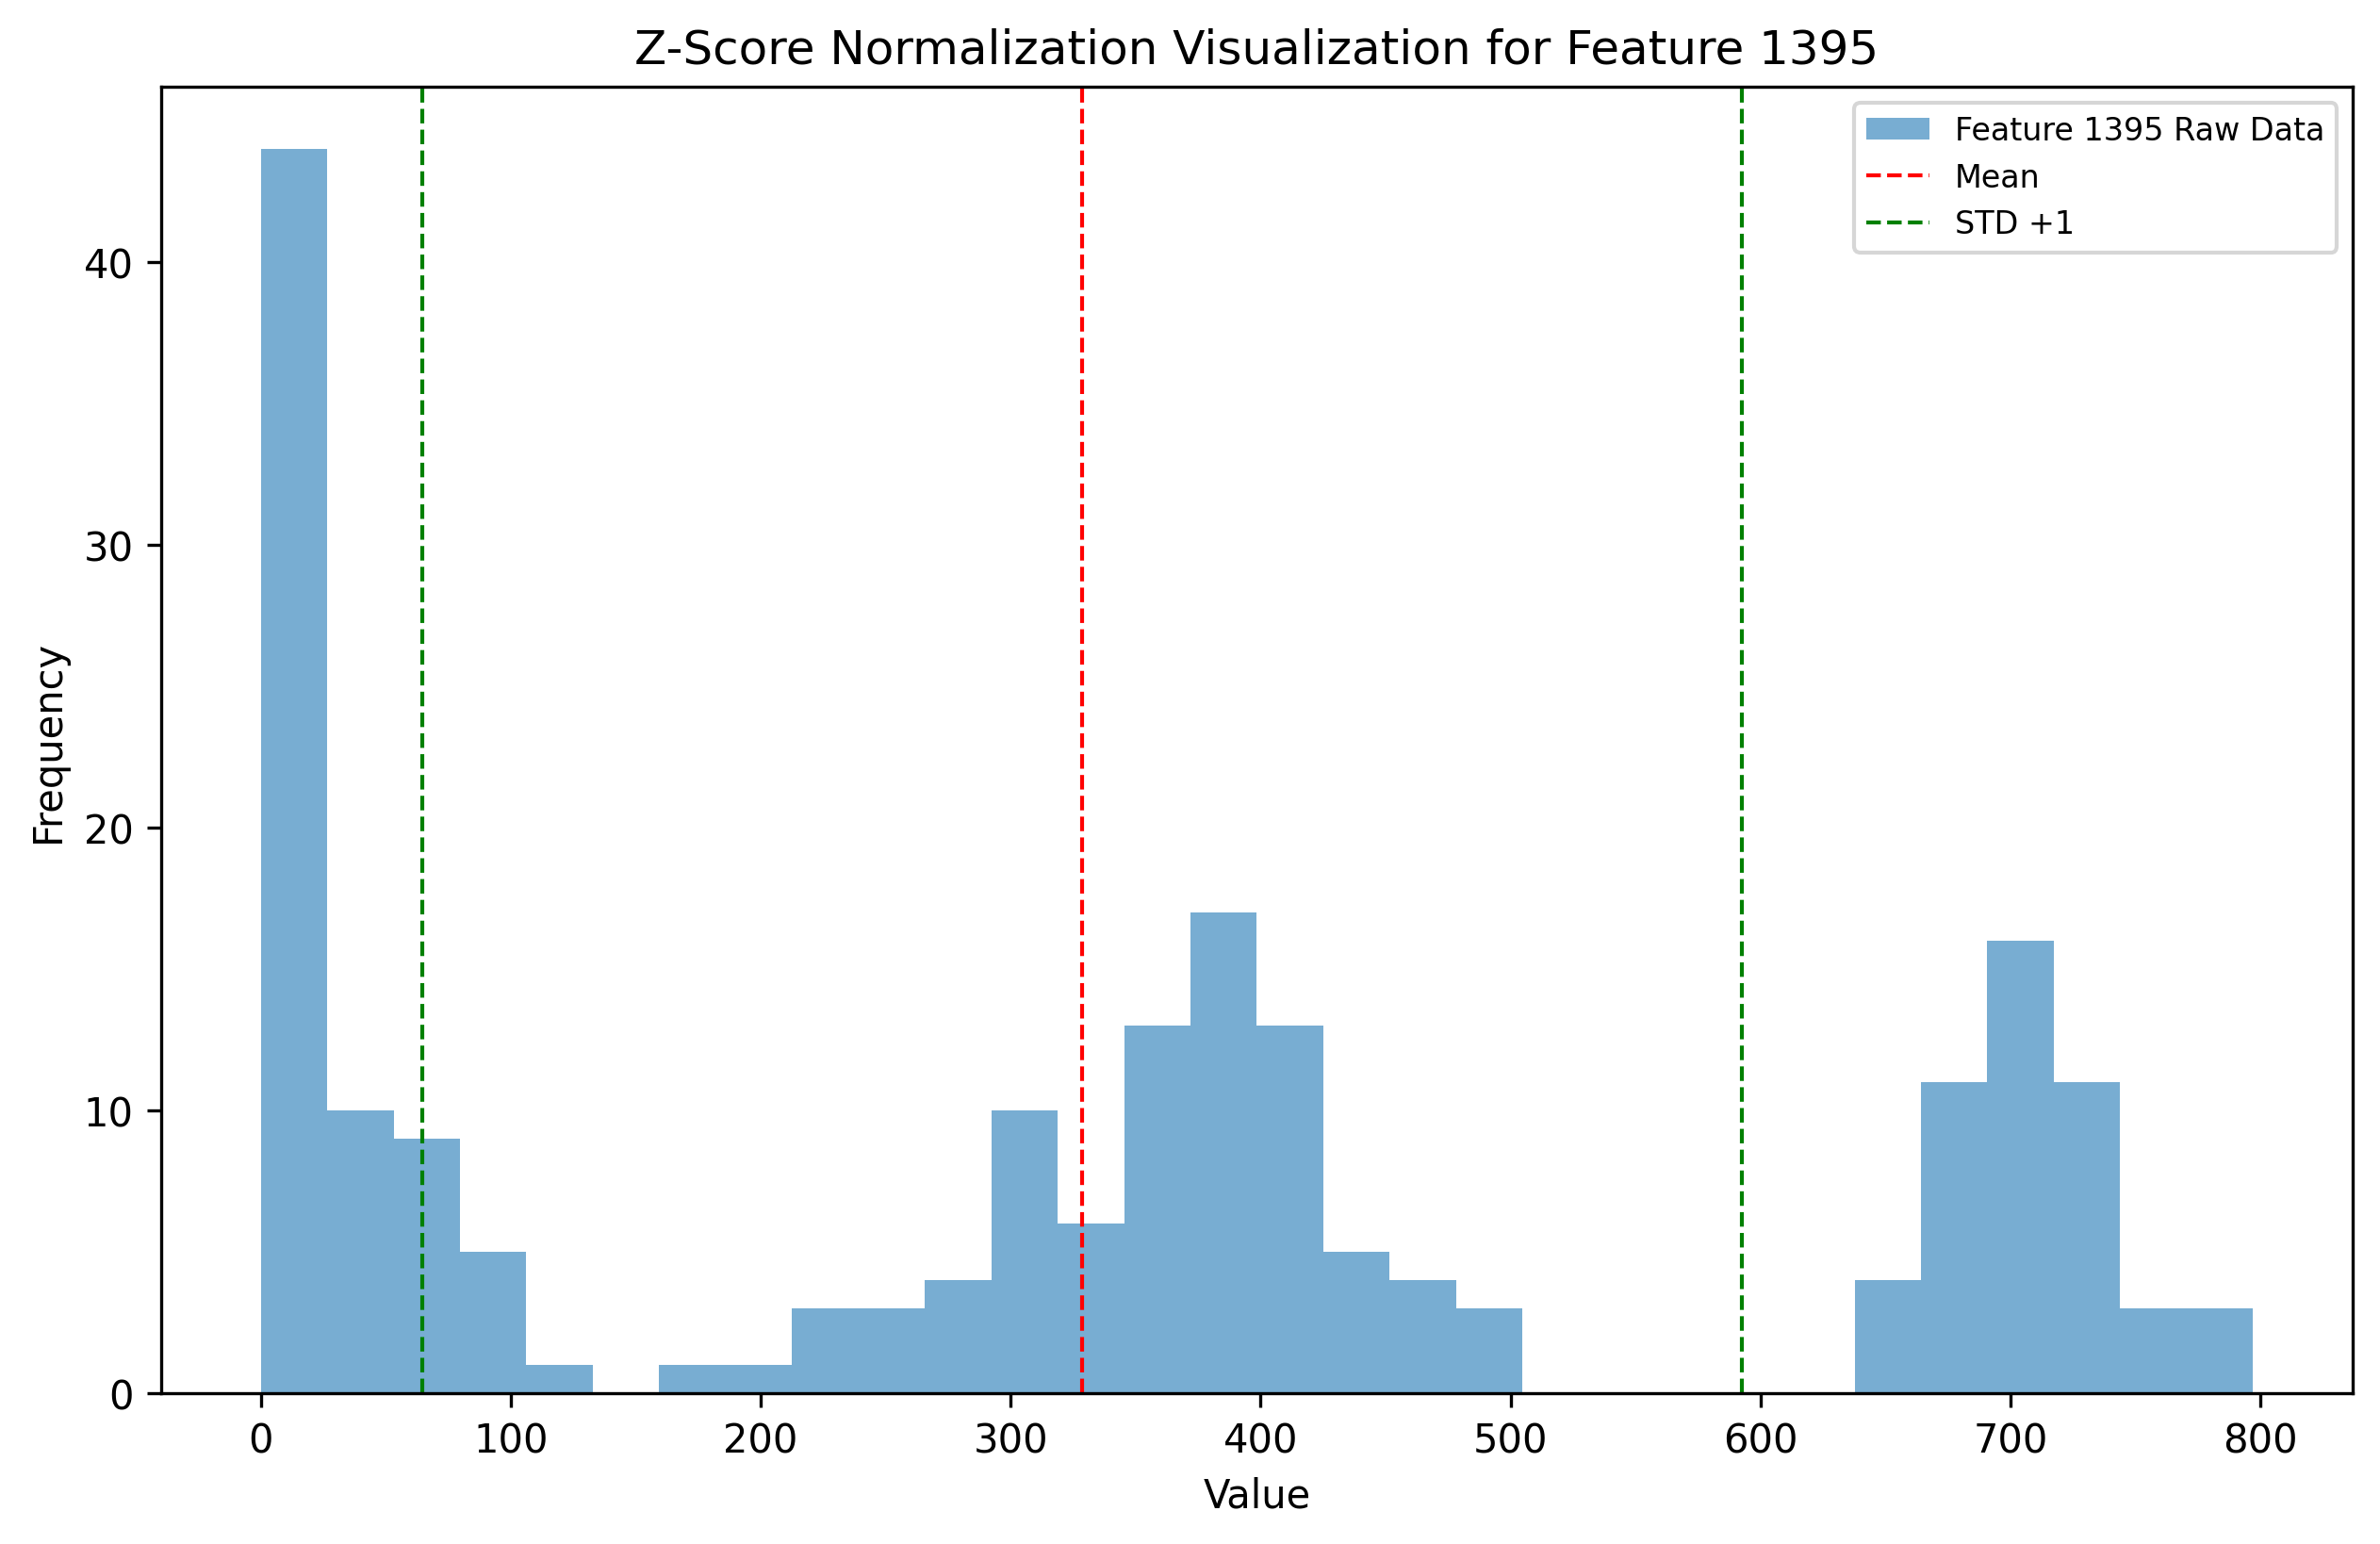 Z-Score Normalization Visualization for Feature 1395
Feature 1395 Raw Data
Mean
STD +1
Frequency
40
30
20
10
0
0 100 200 300 400 500 600 700 800
Value